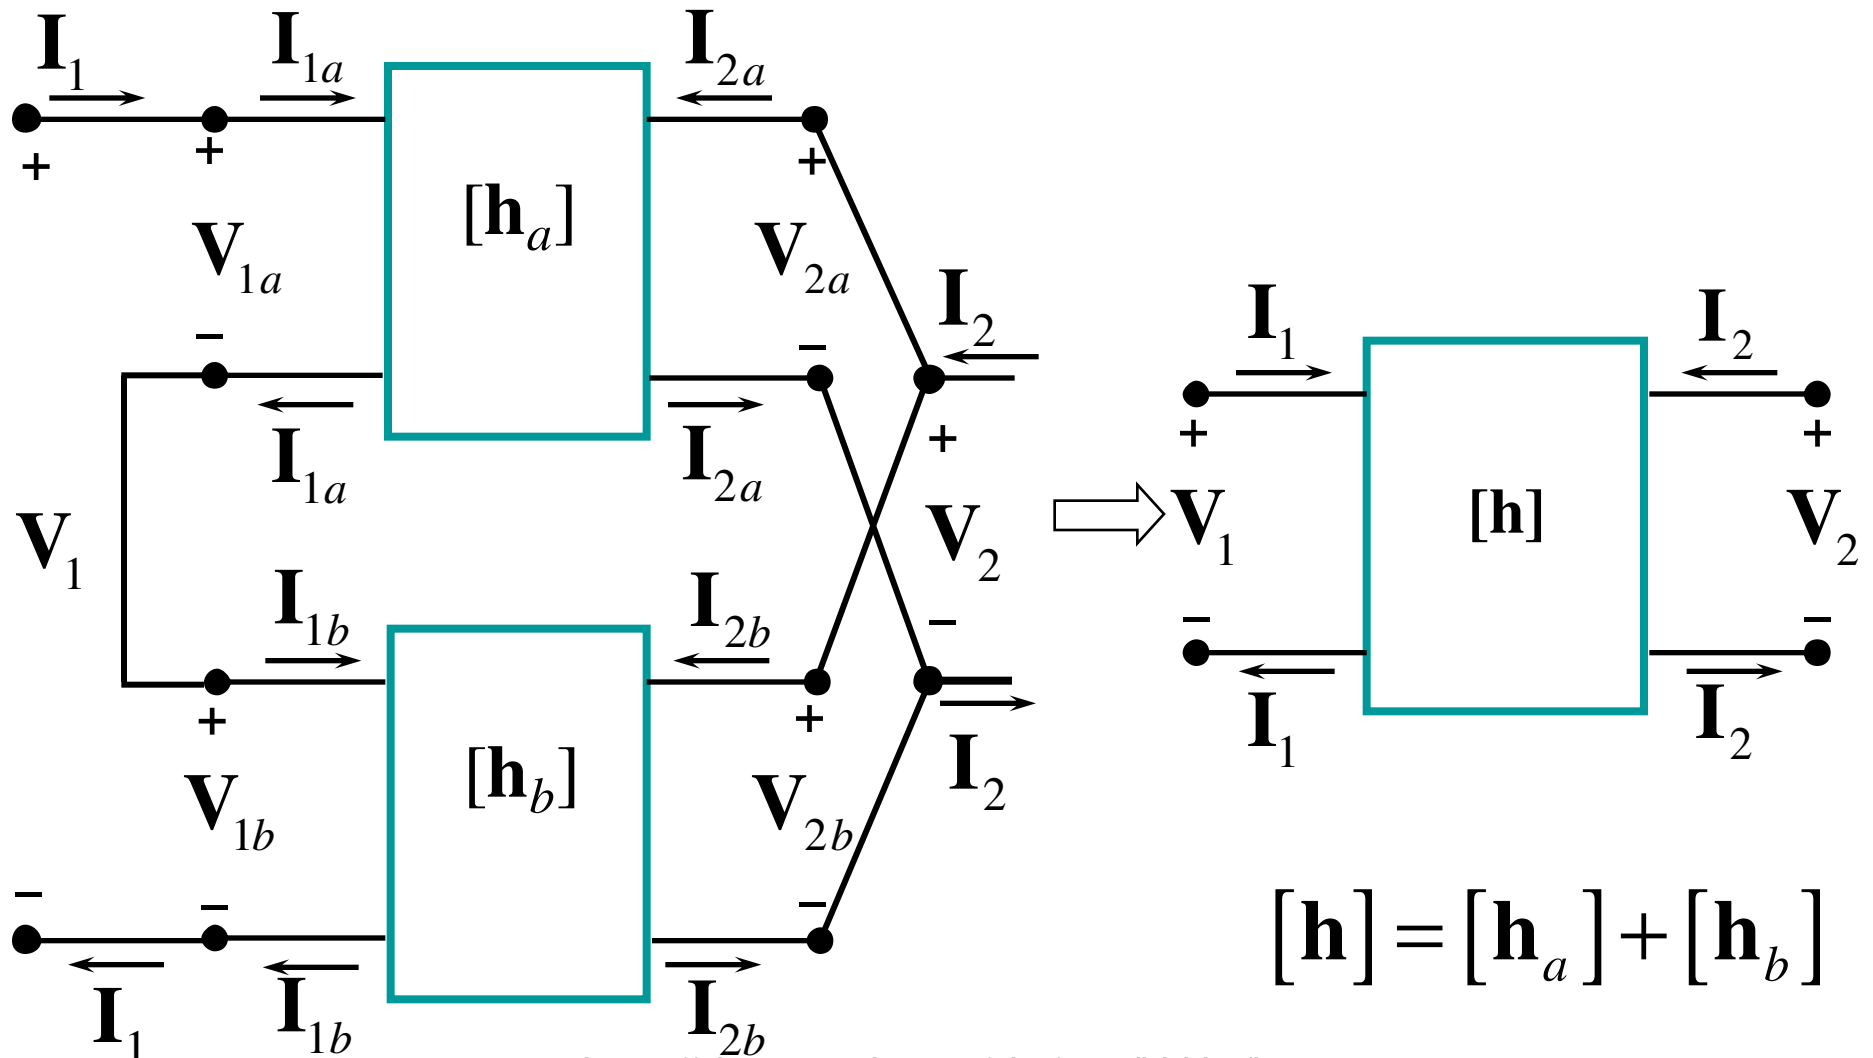 I1 I1a I2a
+ + +
[ha]
V1a V2a
− −
I1a I2a
I2
+
V1
V2
I1b I2b
−
+ +
[hb]
V1b V2b
I2
− − −
I1 I1b I2b
I1 I2
+ +
V1 [h] V2
− −
I1 I2
[h] = [ha] + [hb]